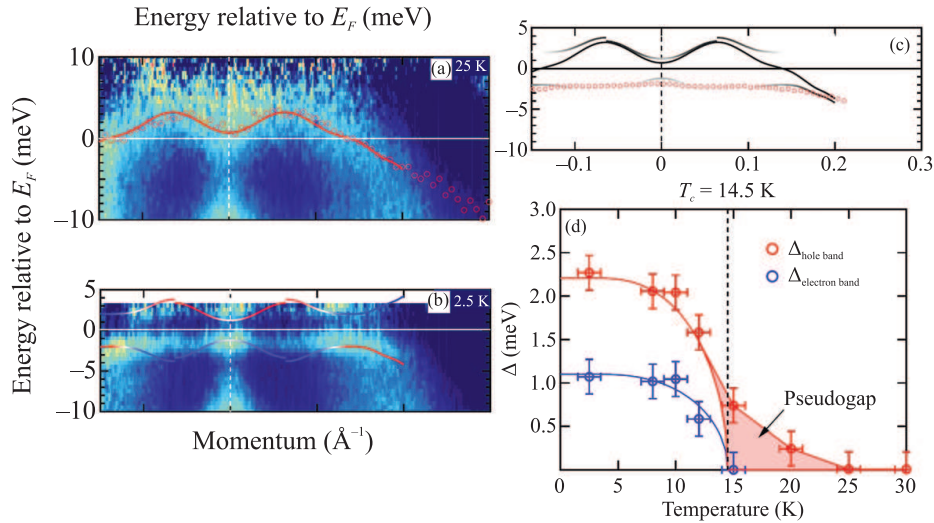 Energy relative to E_F (meV)
Energy relative to E_F (meV)
10
0
−10
(a)
25 K
5
0
−5
−10
(b)
2.5 K
Momentum (Å⁻¹)
5
0
−5
−10
(c)
−0.1
0
0.1
0.2
0.3
T_c = 14.5 K
3.0
2.5
2.0
1.5
1.0
0.5
Δ (meV)
(d)
Δ_hole band
Δ_electron band
Pseudogap
0
5
10
15
20
25
30
Temperature (K)